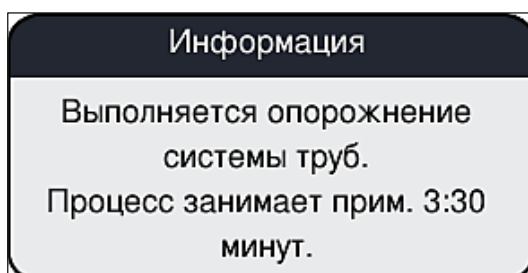 Информация
Выполняется опорожнение
системы труб.
Процесс занимает прим. 3:30
минут.